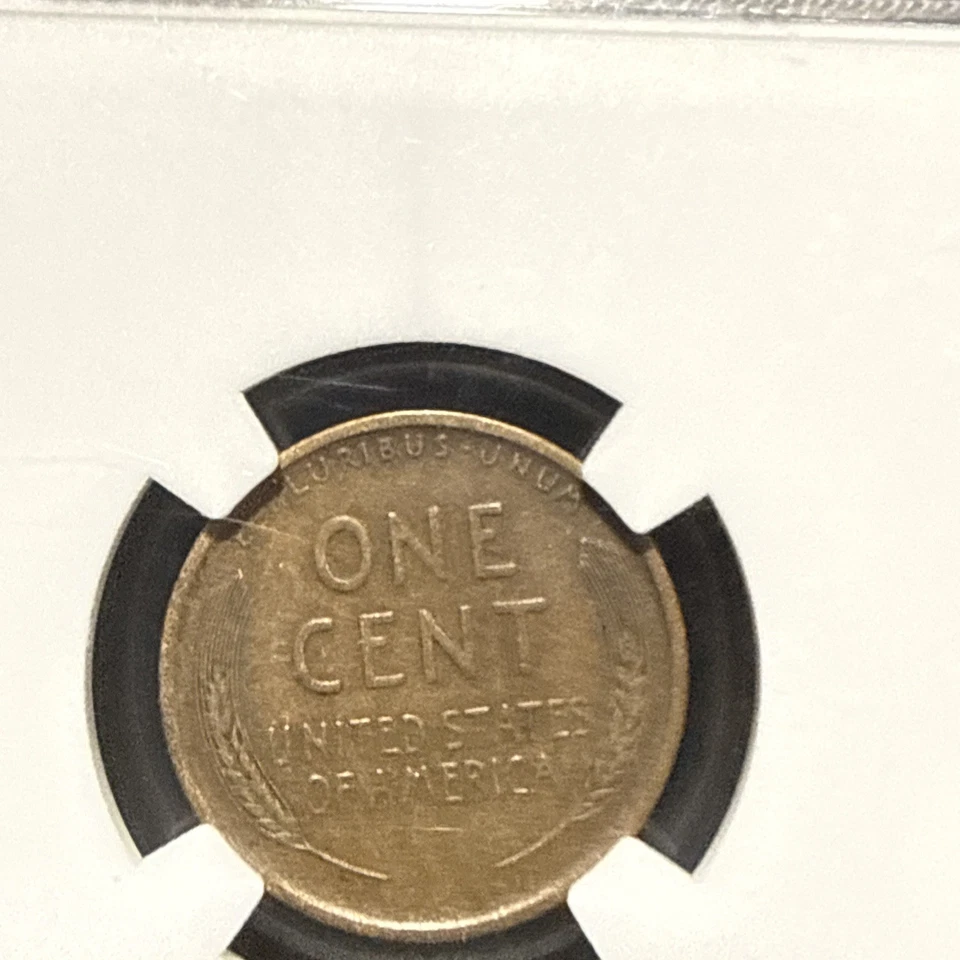 PLURIBUS·UNUM
ONE
CENT
UNITED STATES
OF AMERICA